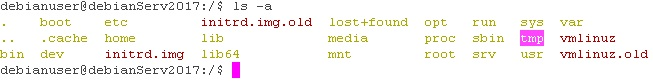 debianuser@debianServ2017:/$ ls -a
. boot etc initrd.img.old lost+found opt run sys var
.. .cache home lib media proc sbin tmp vmlinuz
bin dev initrd.img lib64 mnt root srv usr vmlinuz.old
debianuser@debianServ2017:/$